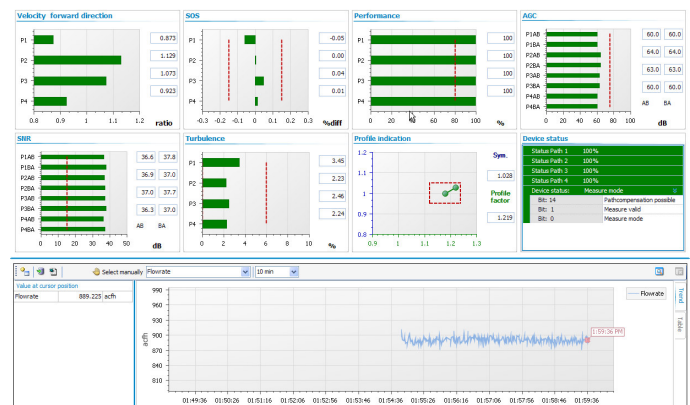 Velocity forward direction
P1
P2
P3
P4
0.873
1.129
1.073
0.923
0.8 0.9 1 1.1 1.2
ratio
SOS
P1
P2
P3
P4
-0.05
0.00
0.04
0.01
-0.3 -0.2 -0.1 0 0.1 0.2 0.3
%diff
Performance
P1
P2
P3
P4
100
100
100
100
0 20 40 60 80 100
%
AGC
P1AB
P1BA
P2AB
P2BA
P3AB
P3BA
P4AB
P4BA
60.0 60.0
64.0 64.0
63.0 63.0
60.0 60.0
AB BA
0 20 40 60 80 100
dB
SNR
P1AB
P1BA
P2AB
P2BA
P3AB
P3BA
P4AB
P4BA
36.6 37.8
36.9 37.0
37.0 37.7
36.3 37.0
AB BA
0 10 20 30 40 50
dB
Turbulence
P1
P2
P3
P4
3.45
2.23
2.46
2.24
0 2 4 6 8 10
%
Profile indication
1.2
1.1
1
0.9
0.8
0.9 1 1.1 1.2 1.3
Sym.
1.028
Profile
factor
1.219
Device status
Status Path 1 100%
Status Path 2 100%
Status Path 3 100%
Status Path 4 100%
Device status: Measure mode
Bit: 14 Pathcompensation possible
Bit: 1 Measure valid
Bit: 0 Measure mode
Select manually Flowrate 10 min
Value at cursor position
Flowrate 889.225 acfh
acfh
990
960
930
900
870
840
810
Flowrate
1:59:36 PM
01:49:36 01:50:26 01:51:16 01:52:06 01:52:56 01:53:46 01:54:36 01:55:26 01:56:16 01:57:06 01:57:56 01:58:46 01:59:36
Trend
Table